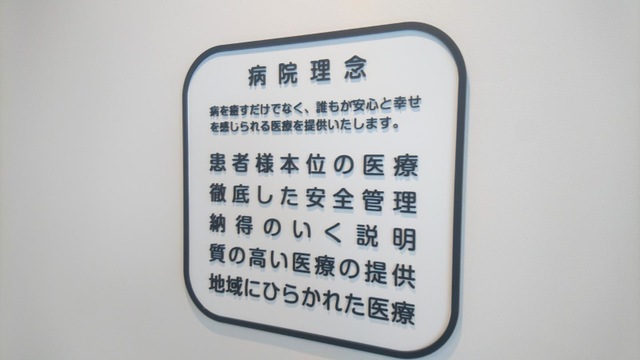 病院理念
病を癒すだけでなく、誰もが安心と幸せ
を感じられる医療を提供いたします。
患者様本位の医療
徹底した安全管理
納得のいく説明
質の高い医療の提供
地域にひらかれた医療